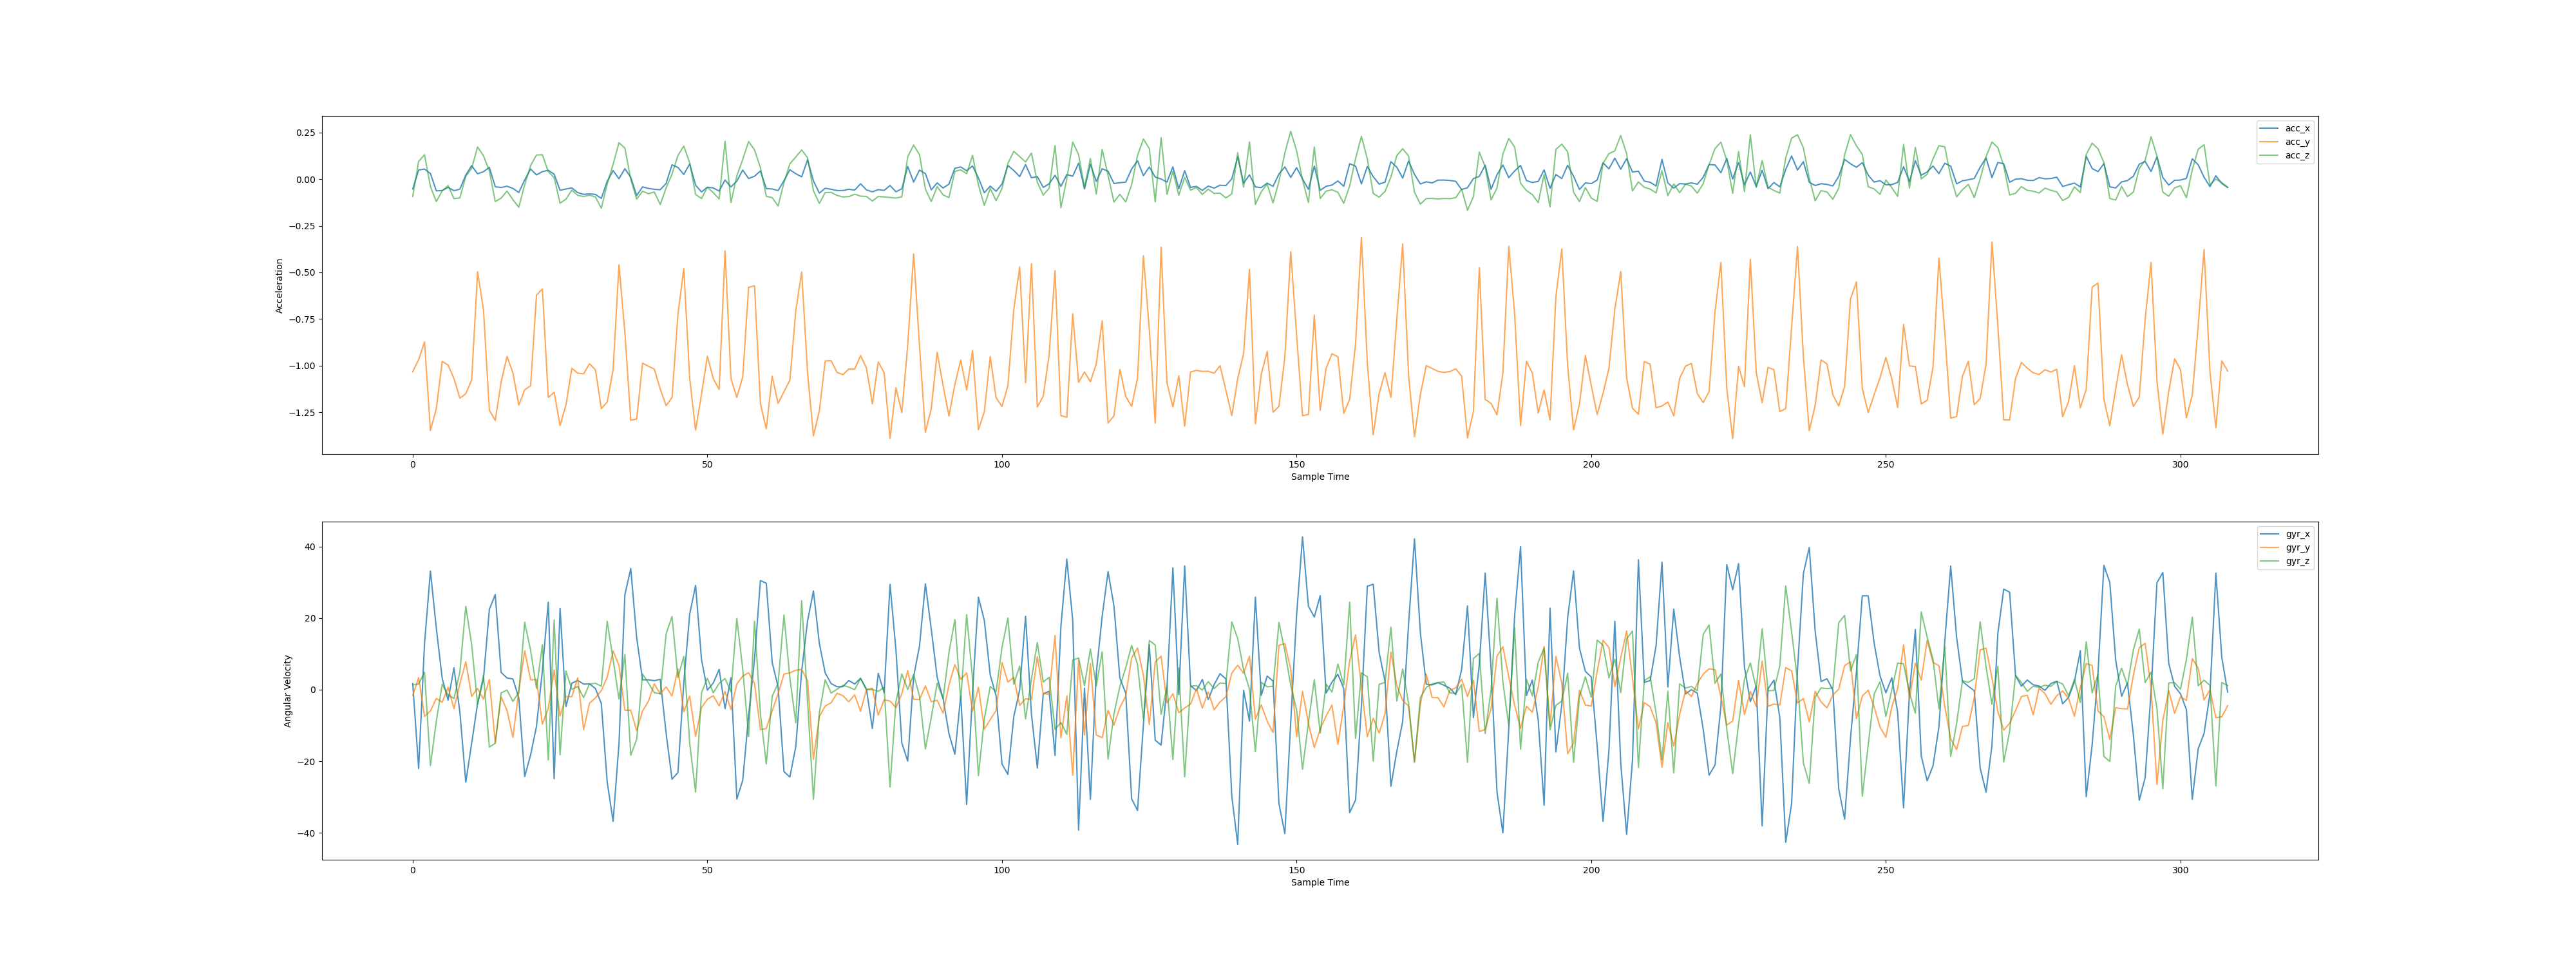 acc_x
acc_y
acc_z
0.25
0.00
−0.25
−0.50
−0.75
−1.00
−1.25
Acceleration
0 50 100 150 200 250 300
Sample Time
gyr_x
gyr_y
gyr_z
40
20
0
−20
−40
Angular Velocity
0 50 100 150 200 250 300
Sample Time